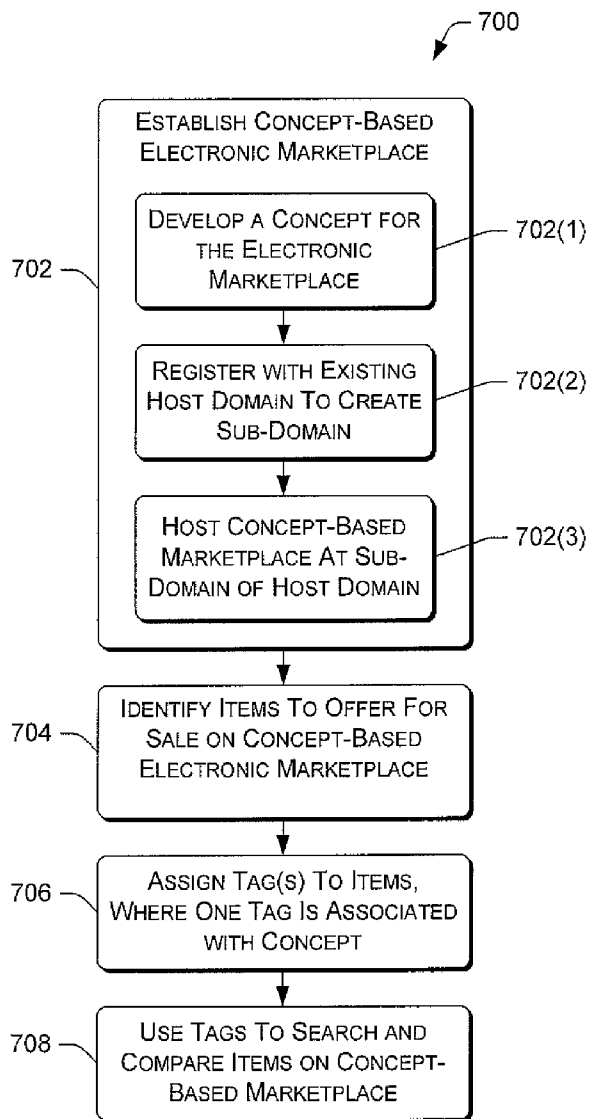 700
ESTABLISH CONCEPT-BASED
ELECTRONIC MARKETPLACE
DEVELOP A CONCEPT FOR
THE ELECTRONIC
MARKETPLACE
702(1)
702
REGISTER WITH EXISTING
HOST DOMAIN TO CREATE
SUB-DOMAIN
702(2)
HOST CONCEPT-BASED
MARKETPLACE AT SUB-
DOMAIN OF HOST DOMAIN
702(3)
704
IDENTIFY ITEMS TO OFFER FOR
SALE ON CONCEPT-BASED
ELECTRONIC MARKETPLACE
706
ASSIGN TAG(S) TO ITEMS,
WHERE ONE TAG IS ASSOCIATED
WITH CONCEPT
708
USE TAGS TO SEARCH AND
COMPARE ITEMS ON CONCEPT-
BASED MARKETPLACE